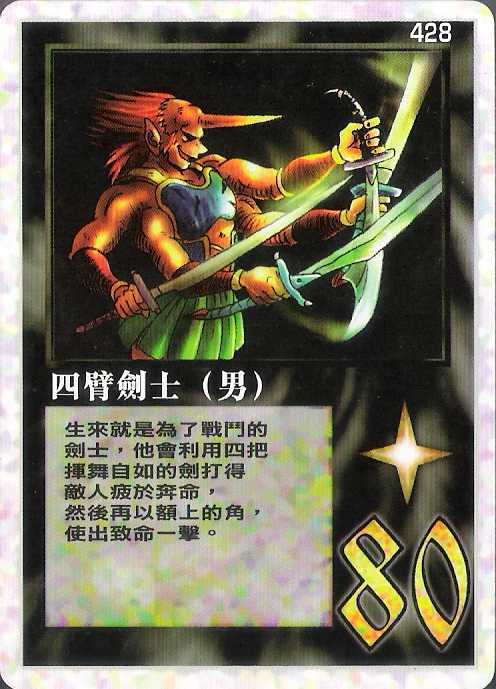 428
四臂劍士（男）
生來就是為了戰鬥的
劍士，他會利用四把
揮舞自如的劍打得
敵人疲於奔命，
然後再以額上的角，
使出致命一擊。
80